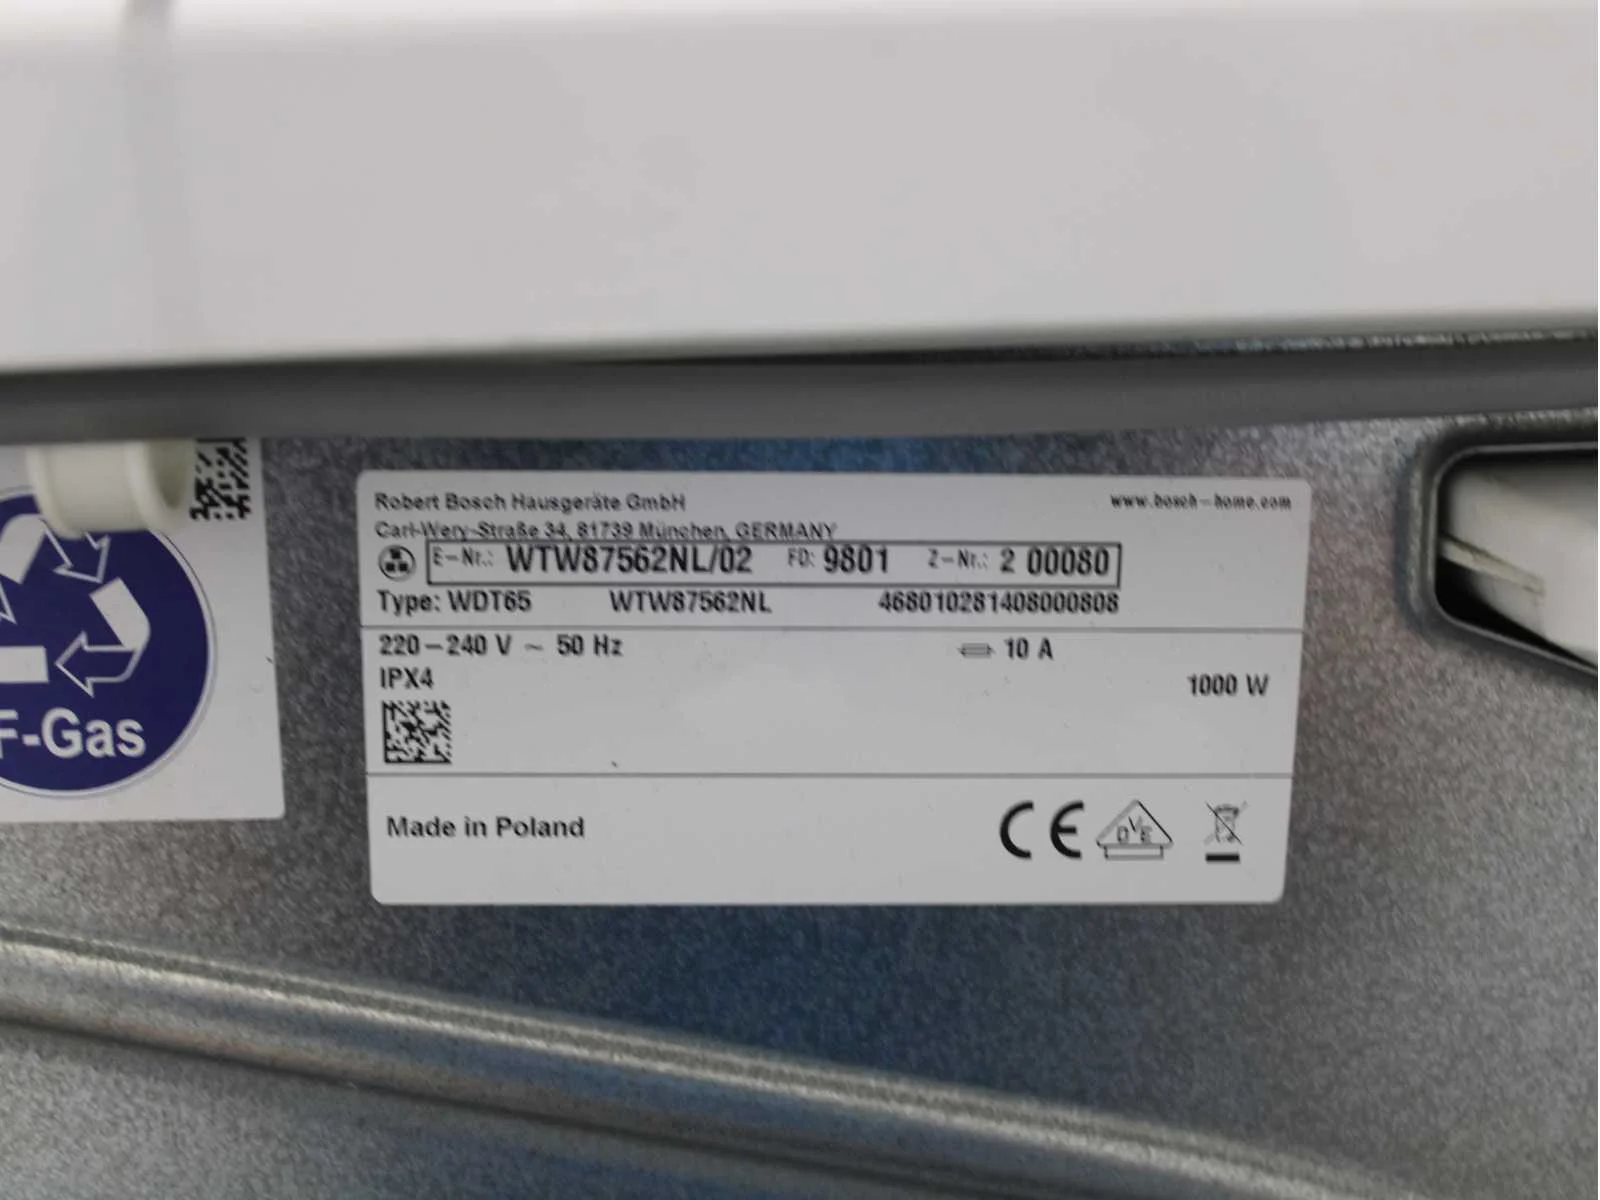 Robert Bosch Hausgeräte GmbH www.bosch-home.com
Carl-Wery-Straße 34, 81739 München, GERMANY
E-Nr.: WTW87562NL/02 FD: 9801 Z-Nr.: 2 00080
Type: WDT65 WTW87562NL 468010281408000808
220-240 V ~ 50 Hz 10 A
IPX4 1000 W
F-Gas
Made in Poland CE DVE